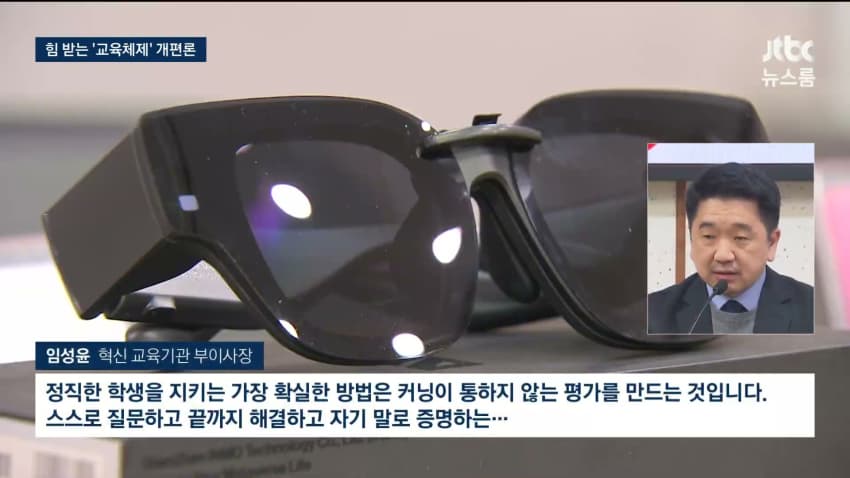 힘 받는 '교육체제' 개편론
jtbc
뉴스룸
임성윤 혁신 교육기관 부이사장
정직한 학생을 지키는 가장 확실한 방법은 커닝이 통하지 않는 평가를 만드는 것입니다.
스스로 질문하고 끝까지 해결하고 자기 말로 증명하는…
Technology Co.,
Life